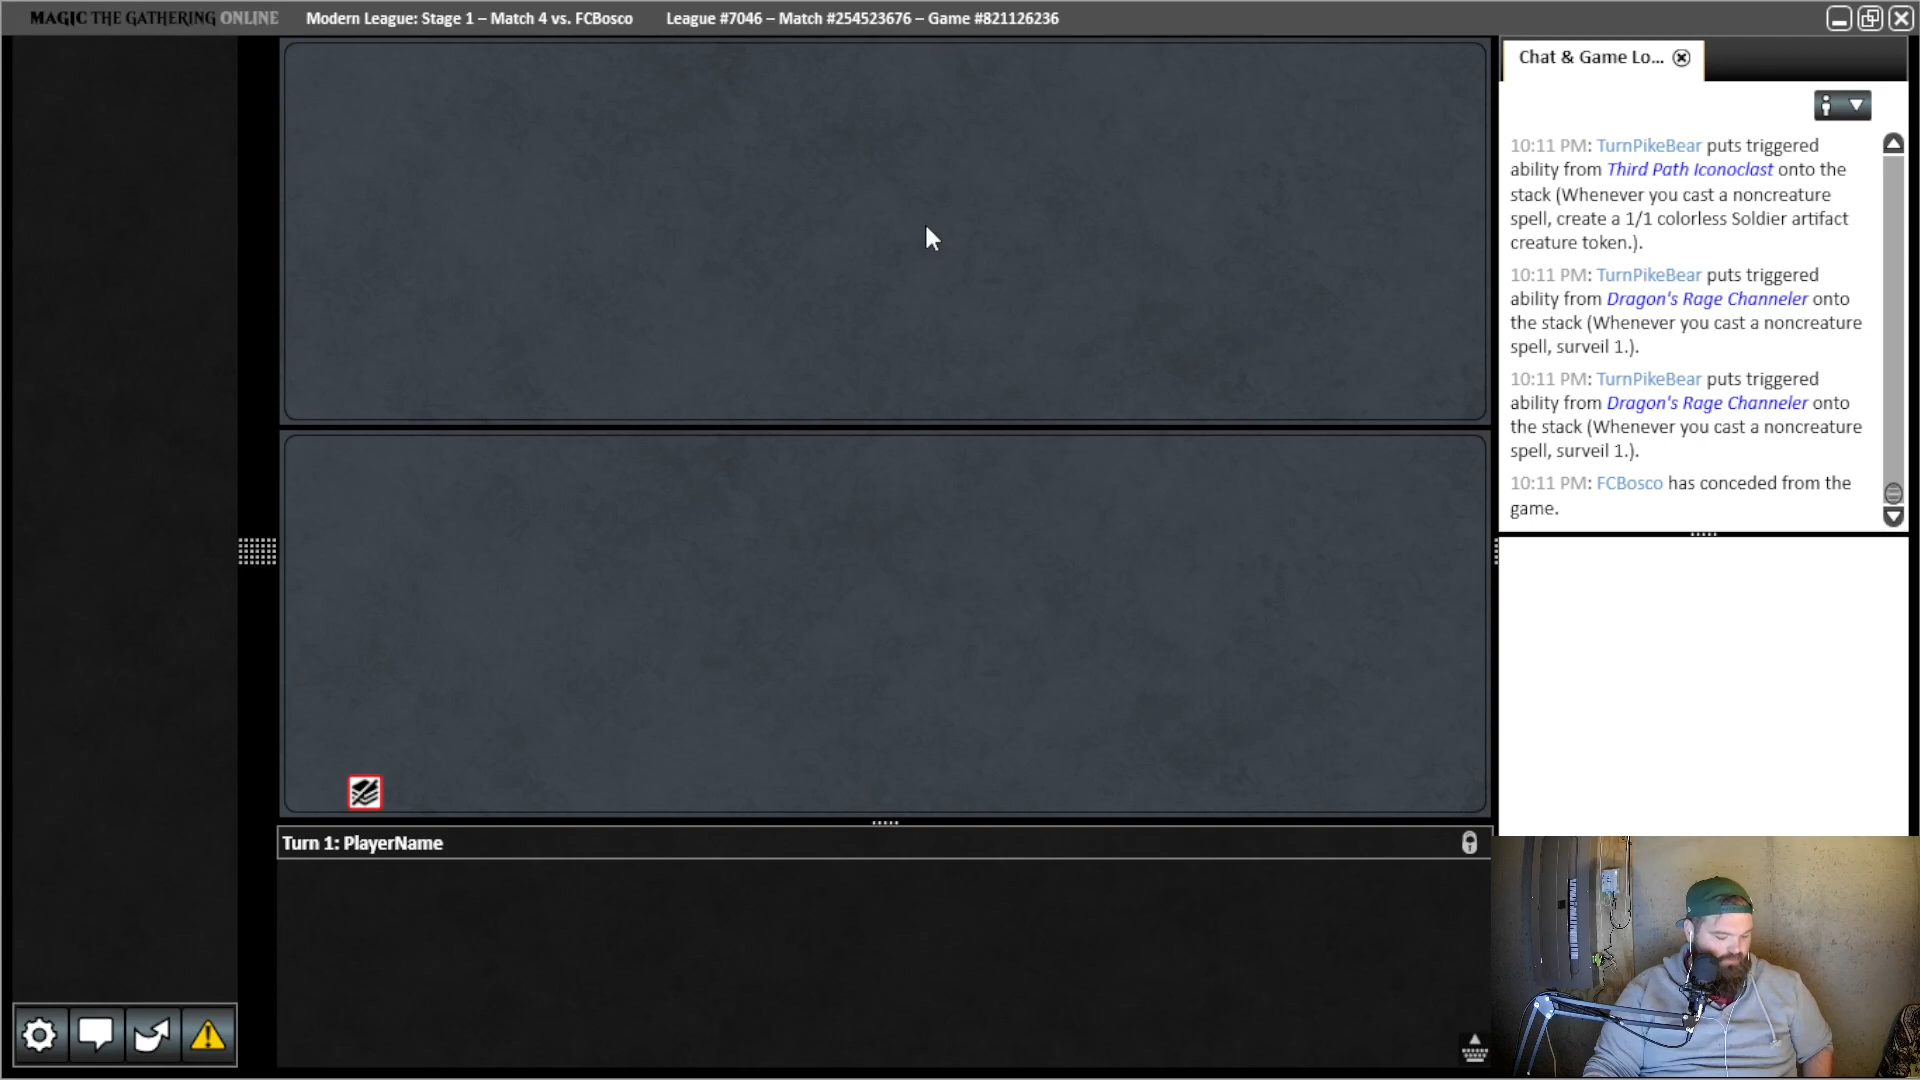 MAGIC THE GATHERING ONLINE
Modern League: Stage 1 – Match 4 vs. FCBosco
League #7046 – Match #254523676 – Game #821126236
Chat & Game Lo...
10:11 PM: TurnPikeBear puts triggered
ability from Third Path Iconoclast onto the
stack (Whenever you cast a noncreature
spell, create a 1/1 colorless Soldier artifact
creature token.).
10:11 PM: TurnPikeBear puts triggered
ability from Dragon's Rage Channeler onto
the stack (Whenever you cast a noncreature
spell, surveil 1.).
10:11 PM: TurnPikeBear puts triggered
ability from Dragon's Rage Channeler onto
the stack (Whenever you cast a noncreature
spell, surveil 1.).
10:11 PM: FCBosco has conceded from the
game.
Turn 1: PlayerName